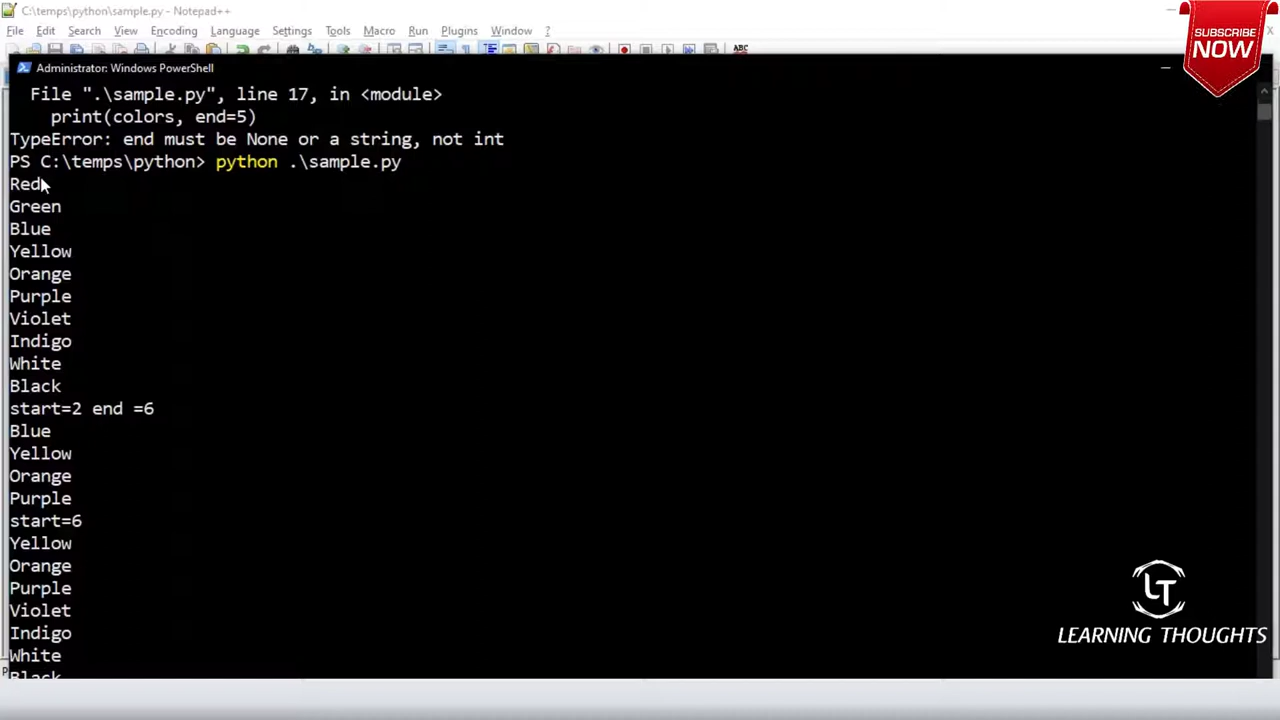 C:\temps\python\sample.py - Notepad++
File Edit Search View Encoding Language Settings Tools Macro Run Plugins Window ?
SUBSCRIBE
NOW
ABC
Administrator: Windows PowerShell
File ".\sample.py", line 17, in <module>
print(colors, end=5)
TypeError: end must be None or a string, not int
PS C:\temps\python> python .\sample.py
Red
Green
Blue
Yellow
Orange
Purple
Violet
Indigo
White
Black
start=2 end =6
Blue
Yellow
Orange
Purple
start=6
Yellow
Orange
Purple
Violet
Indigo
White
Black
LT
LEARNING THOUGHTS